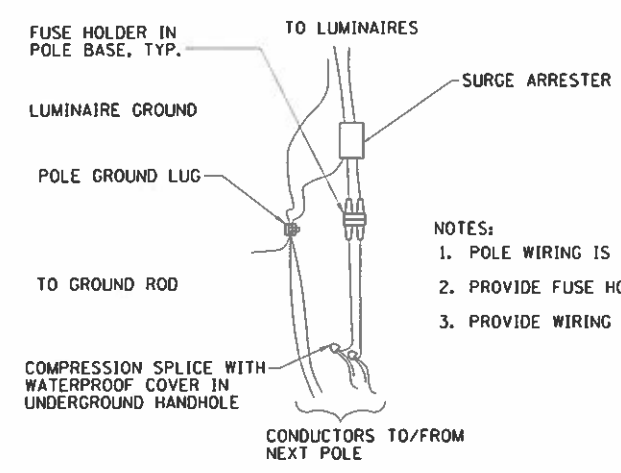 FUSE HOLDER IN
POLE BASE, TYP.
TO LUMINAIRES
SURGE ARRESTER
LUMINAIRE GROUND
POLE GROUND LUG
NOTES:
1. POLE WIRING IS
2. PROVIDE FUSE
3. PROVIDE WIRING
TO GROUND ROD
COMPRESSION SPLICE WITH
WATERPROOF COVER IN
UNDERGROUND HANDHOLE
CONDUCTORS TO/FROM
NEXT POLE